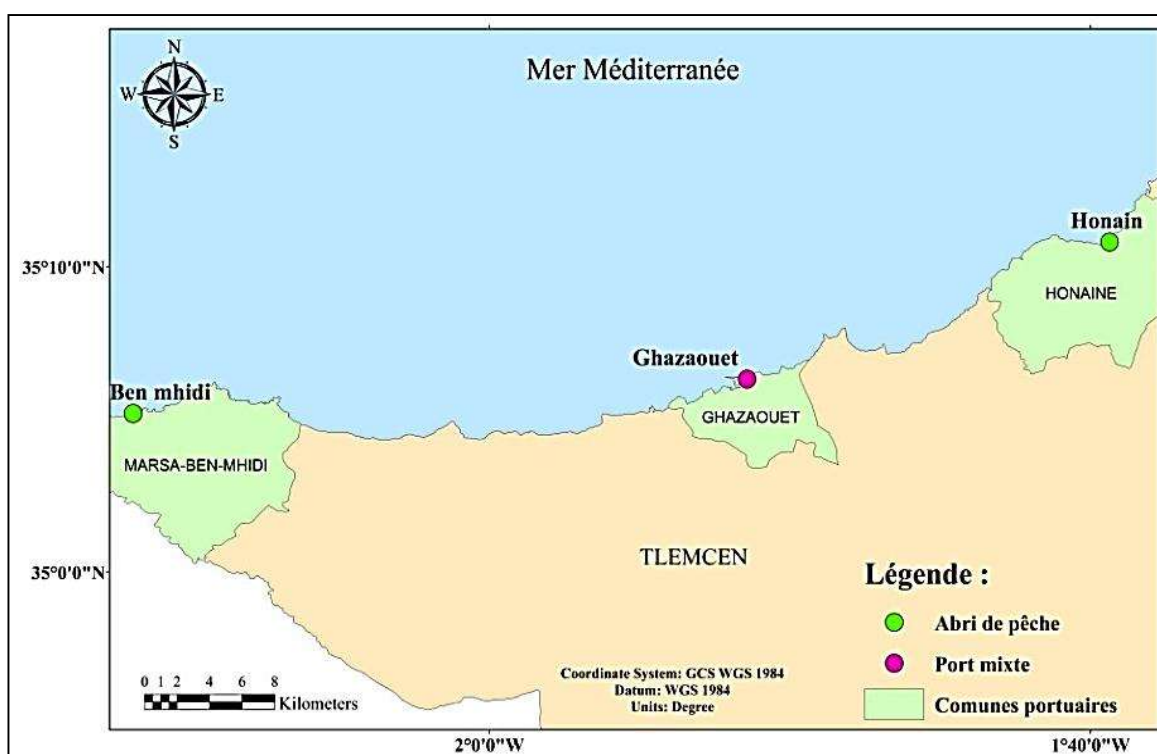 N
W E
S
Mer Méditerranée
Honain
35°10'0"N
HONAINE
Ghazaouet
Ben mhidi
GHAZAOUET
MARSA-BEN-MHIDI
TLEMCEN
35°0'0"N
Légende :
Abri de pêche
Port mixte
Comunes portuaires
Coordinate System: GCS WGS 1984
Datum: WGS 1984
Units: Degree
0 1 2 4 6 8
Kilometers
2°0'0"W
1°40'0"W